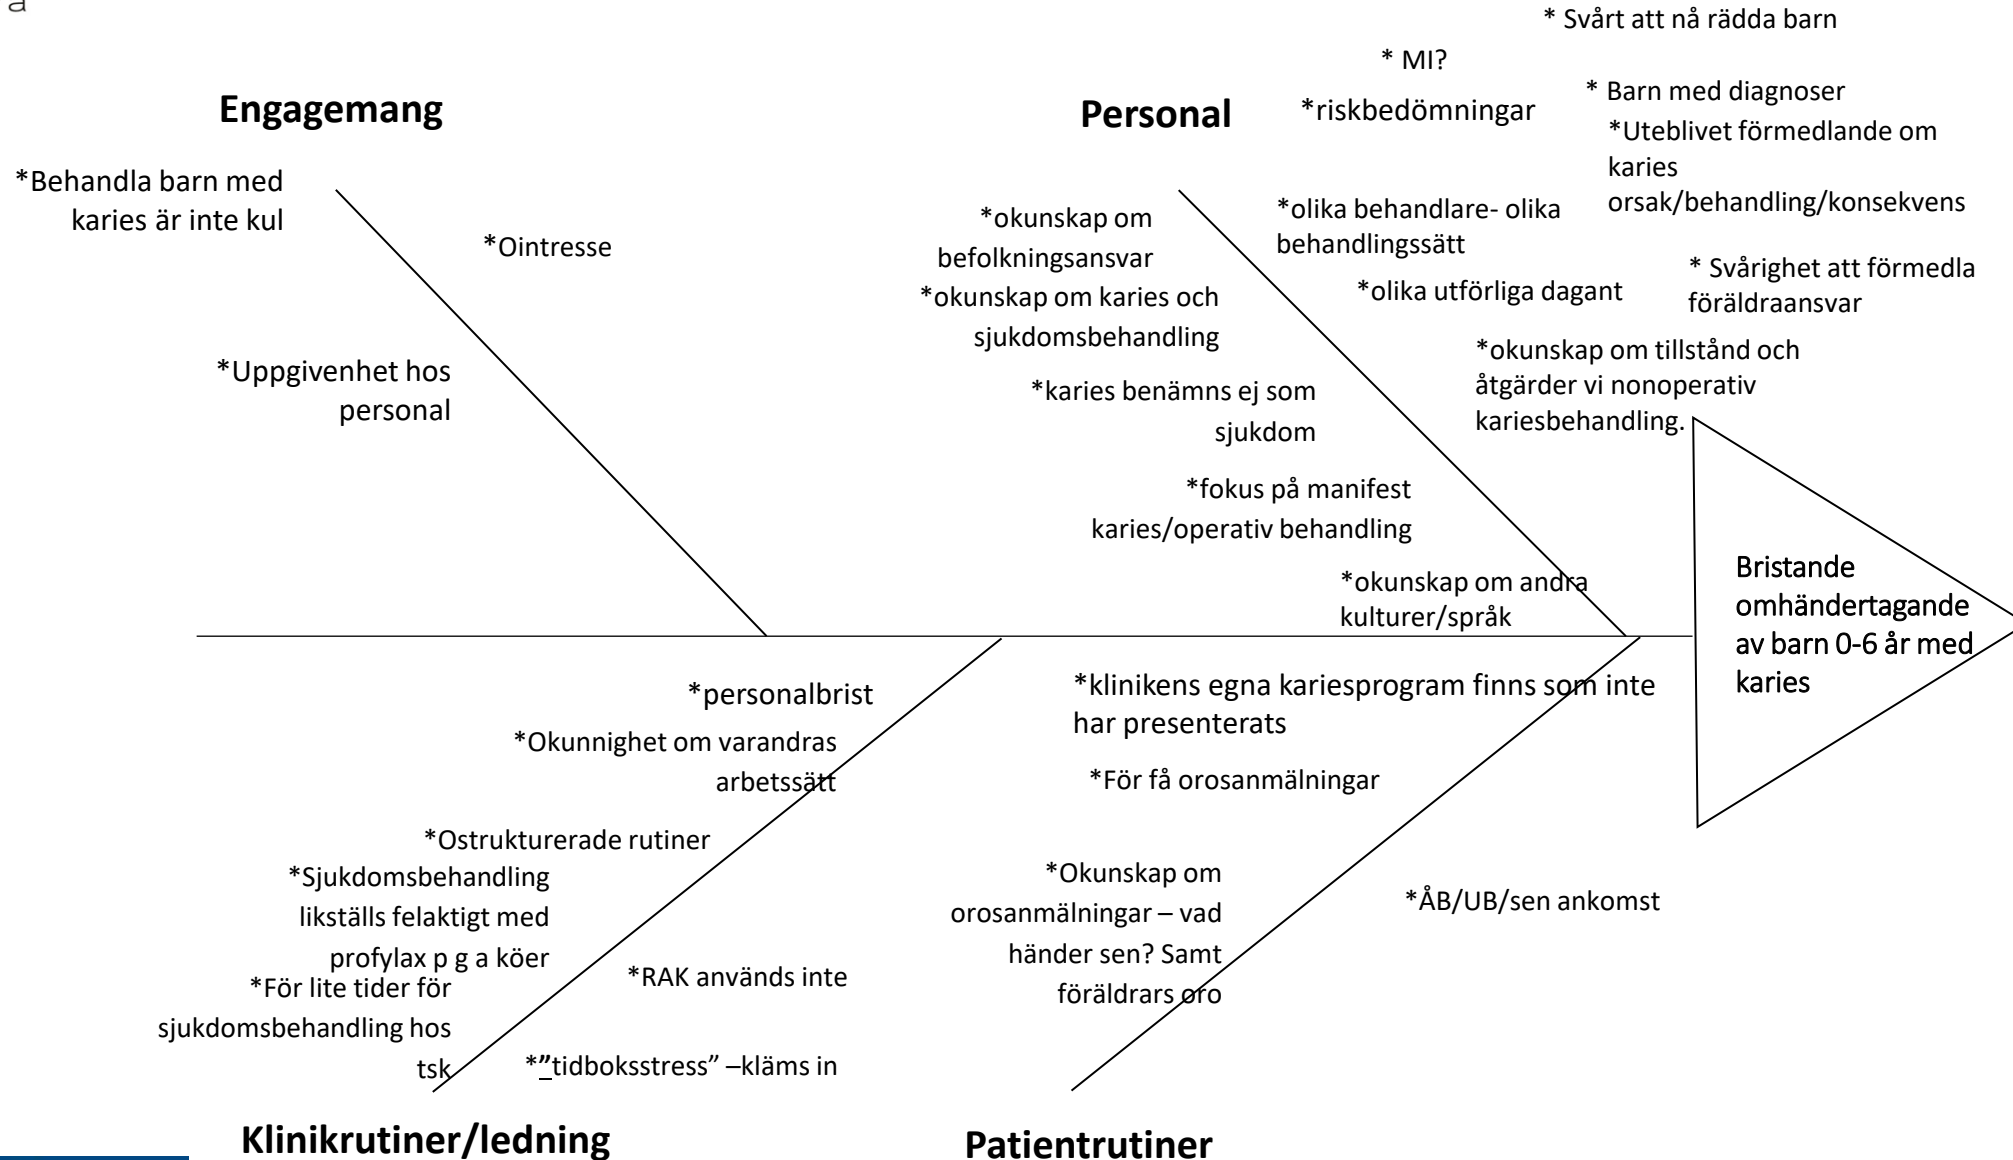 a
Engagemang
*Behandla barn med
karies är inte kul
*Ointresse
*Uppgivenhet hos
personal
Personal
* Svårt att nå rädda barn
* MI?
*riskbedömningar
* Barn med diagnoser
*Uteblivet förmedlande om
karies
orsak/behandling/konsekvens
*okunskap om
befolkningsansvar
*okunskap om karies och
sjukdomsbehandling
*olika behandlare- olika
behandlingssätt
*olika utförliga dagant
* Svårighet att förmedla
föräldraansvar
*okunskap om tillstånd och
åtgärder vi nonoperativ
kariesbehandling.
*karies benämns ej som
sjukdom
*fokus på manifest
karies/operativ behandling
*okunskap om andra
kulturer/språk
Bristande
omhändertagande
av barn 0-6 år med
karies
*personalbrist
*Okunnighet om varandras
arbetssätt
*Ostrukturerade rutiner
*Sjukdomsbehandling
likställs felaktigt med
profylax p g a köer
*För lite tider för
sjukdomsbehandling hos
tsk
*RAK används inte
*"tidboksstress” –kläms in
Klinikrutiner/ledning
*klinikens egna kariesprogram finns som inte
har presenterats
*För få orosanmälningar
*Okunskap om
orosanmälningar – vad
händer sen? Samt
föräldrars oro
*ÅB/UB/sen ankomst
Patientrutiner